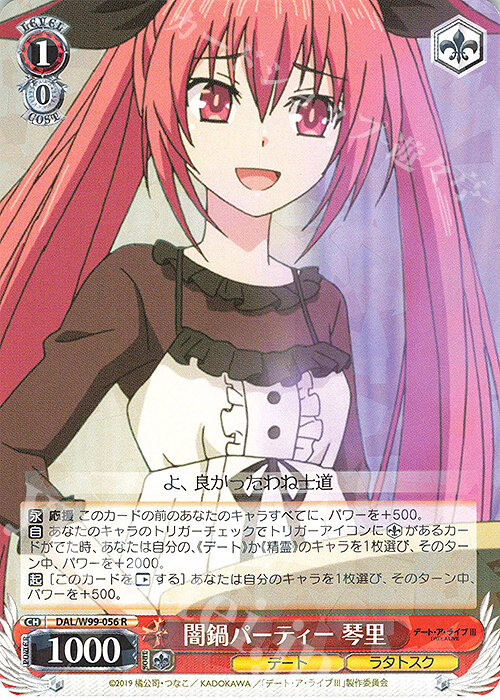 LEVEL
1
0
COST
よ、良かったわね士道
永 応援 このカードの前のあなたのキャラすべてに、パワーを+500。
自 あなたのキャラのトリガーチェックでトリガーアイコンに があるカー
ドがでた時、あなたは自分の、《デート》か《精霊》のキャラを1枚選び、そのター
ン中、パワーを+2000。
起 [このカードを する] あなたは自分のキャラを1枚選び、そのターン中、
パワーを+500。
CH DAL/W99-056 R
POWER 1000
SOUL
闇鍋パーティー 琴里
デート・ア・ライブⅢ
DATE A LIVE
デート
ラタトスク
©2019 橘公司・つなこ/KADOKAWA/「デート・ア・ライブⅢ」製作委員会